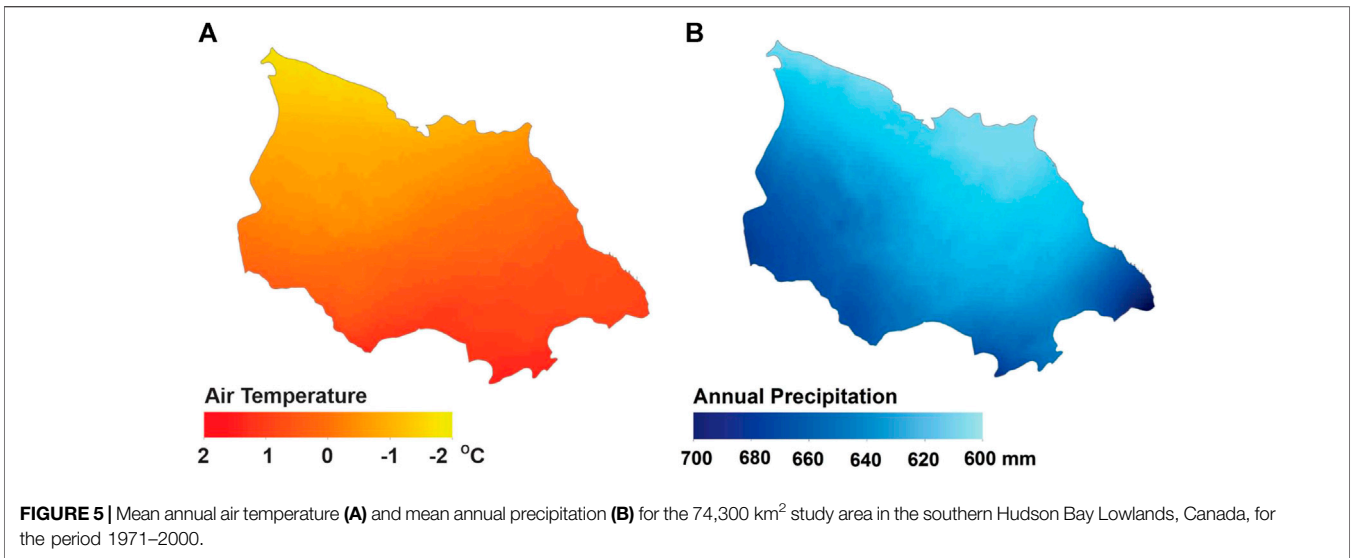 A
B
Air Temperature
2 1 0 -1 -2 °C
Annual Precipitation
700 680 660 640 620 600 mm
FIGURE 5 | Mean annual air temperature (A) and mean annual precipitation (B) for the 74,300 km² study area in the southern Hudson Bay Lowlands, Canada, for
the period 1971–2000.